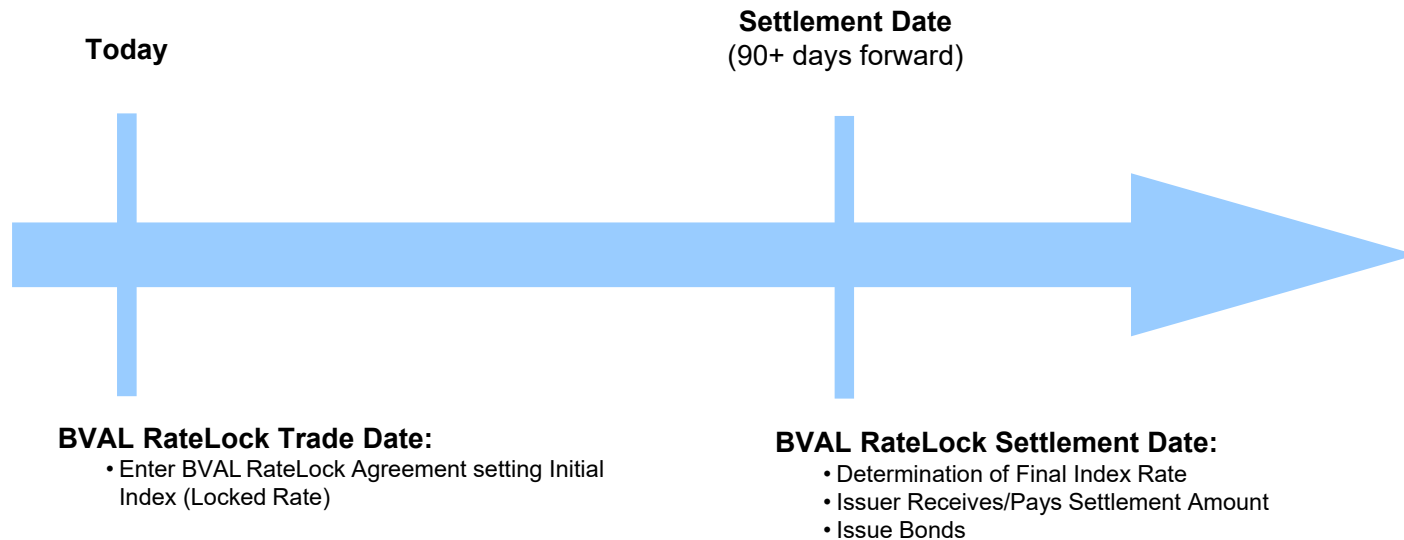 Today
Settlement Date
(90+ days forward)
BVAL RateLock Trade Date:
• Enter BVAL RateLock Agreement setting Initial
Index (Locked Rate)
BVAL RateLock Settlement Date:
• Determination of Final Index Rate
• Issuer Receives/Pays Settlement Amount
• Issue Bonds